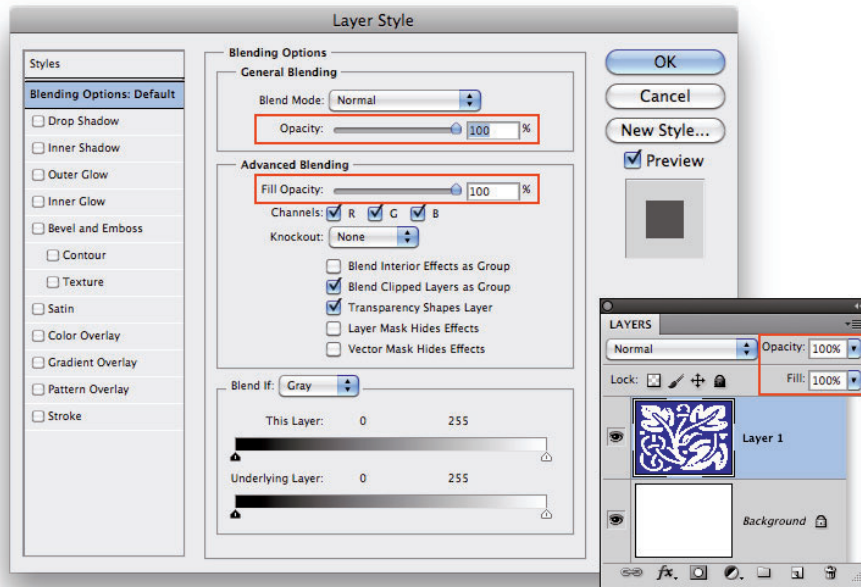 Layer Style
Styles
Blending Options: Default
Drop Shadow
Inner Shadow
Outer Glow
Inner Glow
Bevel and Emboss
Contour
Texture
Satin
Color Overlay
Gradient Overlay
Pattern Overlay
Stroke
Blending Options
General Blending
Blend Mode: Normal
Opacity: 100 %
Advanced Blending
Fill Opacity: 100 %
Channels: R G B
Knockout: None
Blend Interior Effects as Group
Blend Clipped Layers as Group
Transparency Shapes Layer
Layer Mask Hides Effects
Vector Mask Hides Effects
Blend If: Gray
This Layer: 0 255
Underlying Layer: 0 255
OK
Cancel
New Style...
Preview
LAYERS
Normal Opacity: 100%
Lock: Fill: 100%
Layer 1
Background
fx.